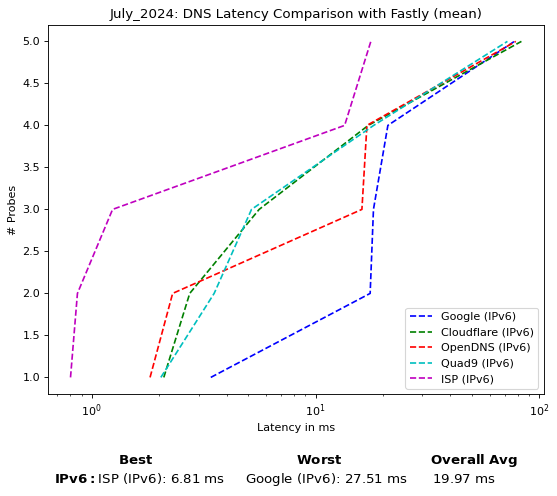 July_2024: DNS Latency Comparison with Fastly (mean)
5.0
4.5
4.0
3.5
3.0
2.5
2.0
1.5
1.0
# Probes
Google (IPv6)
Cloudflare (IPv6)
OpenDNS (IPv6)
Quad9 (IPv6)
ISP (IPv6)
10⁰ 10¹ 10²
Latency in ms
Best Worst Overall Avg
IPv6: ISP (IPv6): 6.81 ms Google (IPv6): 27.51 ms 19.97 ms